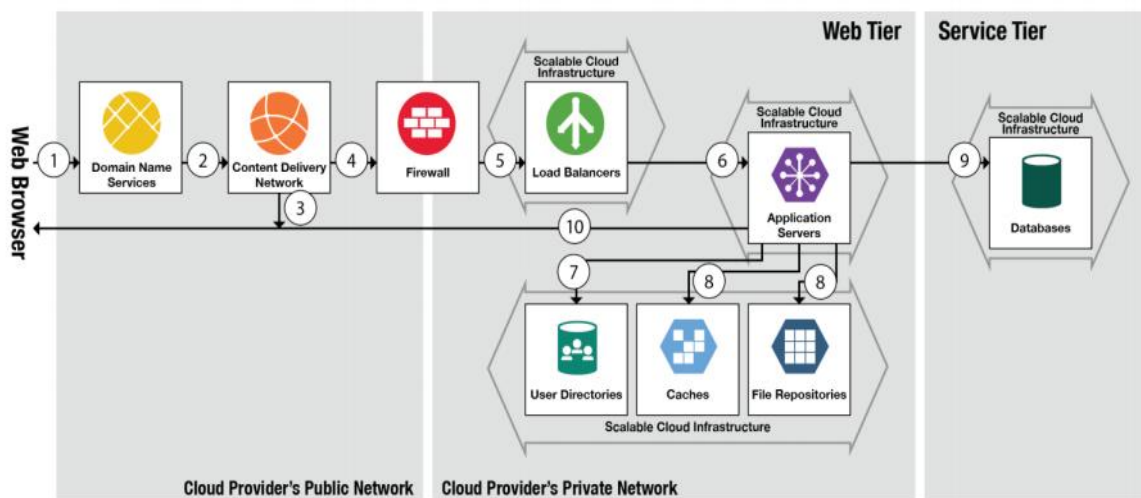 Web Tier
Service Tier
Scalable Cloud
Infrastructure
Scalable Cloud
Infrastructure
Scalable Cloud
Infrastructure
Web Browser
1
Domain Name
Services
2
Content Delivery
Network
3
4
Firewall
5
Load Balancers
6
Application
Servers
9
Databases
10
7
8
8
User Directories
Caches
File Repositories
Scalable Cloud Infrastructure
Cloud Provider's Public Network
Cloud Provider's Private Network